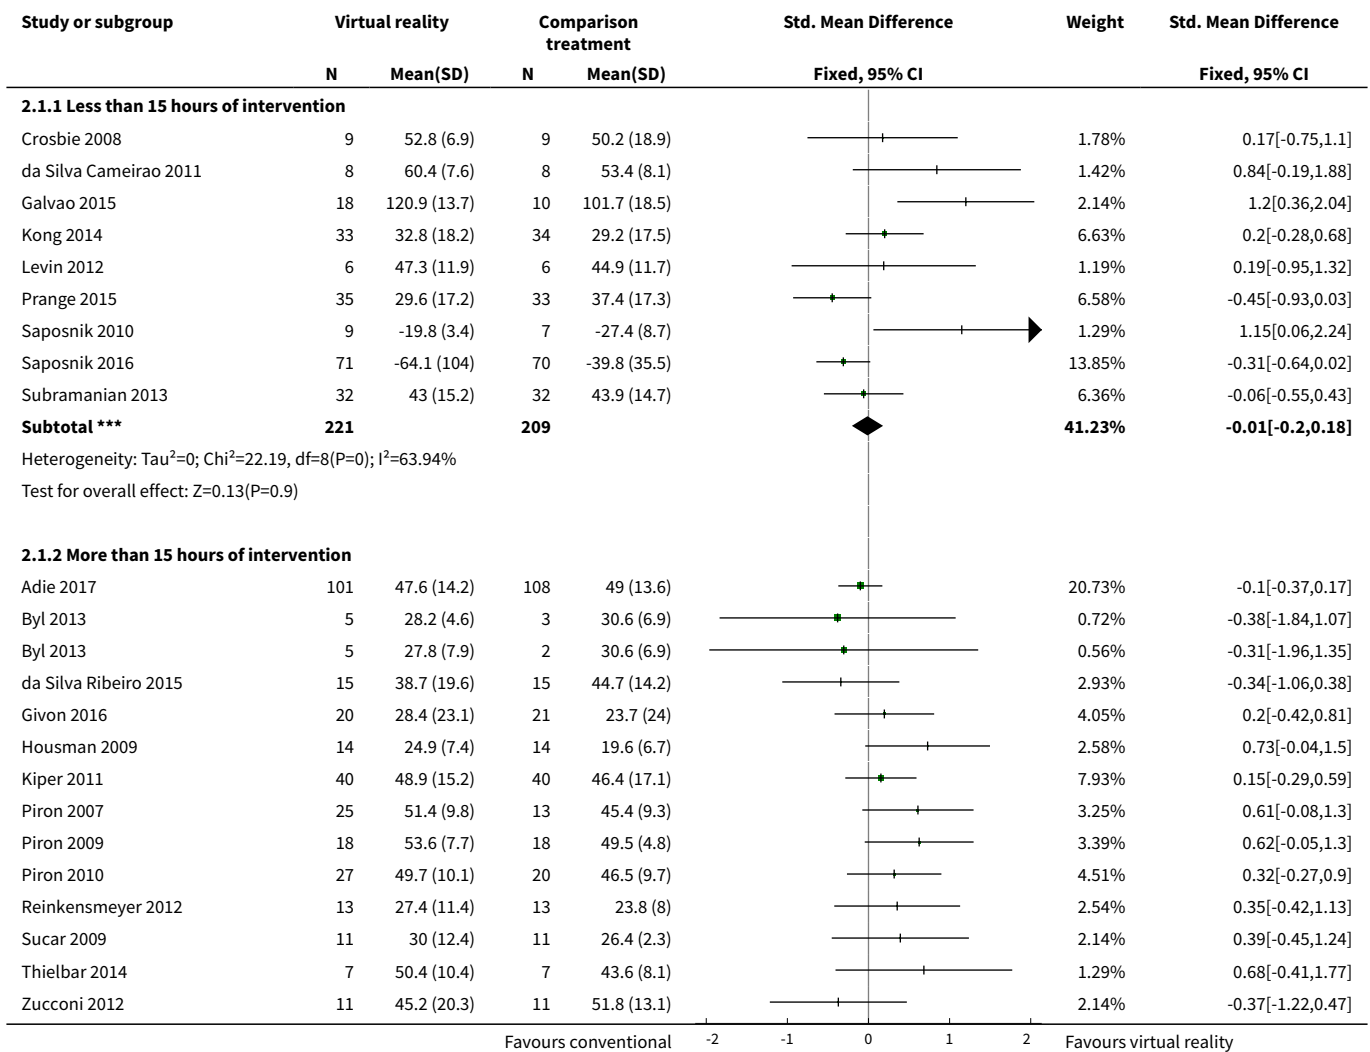 Study or subgroup Virtual reality Comparison treatment Std. Mean Difference Weight Std. Mean Difference
N Mean(SD) N Mean(SD) Fixed, 95% CI Fixed, 95% CI
2.1.1 Less than 15 hours of intervention
Crosbie 2008 9 52.8 (6.9) 9 50.2 (18.9) 1.78% 0.17[-0.75,1.1]
da Silva Cameirao 2011 8 60.4 (7.6) 8 53.4 (8.1) 1.42% 0.84[-0.19,1.88]
Galvao 2015 18 120.9 (13.7) 10 101.7 (18.5) 2.14% 1.2[0.36,2.04]
Kong 2014 33 32.8 (18.2) 34 29.2 (17.5) 6.63% 0.2[-0.28,0.68]
Levin 2012 6 47.3 (11.9) 6 44.9 (11.7) 1.19% 0.19[-0.95,1.32]
Prange 2015 35 29.6 (17.2) 33 37.4 (17.3) 6.58% -0.45[-0.93,0.03]
Saposnik 2010 9 -19.8 (3.4) 7 -27.4 (8.7) 1.29% 1.15[0.06,2.24]
Saposnik 2016 71 -64.1 (104) 70 -39.8 (35.5) 13.85% -0.31[-0.64,0.02]
Subramanian 2013 32 43 (15.2) 32 43.9 (14.7) 6.36% -0.06[-0.55,0.43]
Subtotal *** 221 209 41.23% -0.01[-0.2,0.18]
Heterogeneity: Tau²=0; Chi²=22.19, df=8(P=0); I²=63.94%
Test for overall effect: Z=0.13(P=0.9)
2.1.2 More than 15 hours of intervention
Adie 2017 101 47.6 (14.2) 108 49 (13.6) 20.73% -0.1[-0.37,0.17]
Byl 2013 5 28.2 (4.6) 3 30.6 (6.9) 0.72% -0.38[-1.84,1.07]
Byl 2013 5 27.8 (7.9) 2 30.6 (6.9) 0.56% -0.31[-1.96,1.35]
da Silva Ribeiro 2015 15 38.7 (19.6) 15 44.7 (14.2) 2.93% -0.34[-1.06,0.38]
Givon 2016 20 28.4 (23.1) 21 23.7 (24) 4.05% 0.2[-0.42,0.81]
Housman 2009 14 24.9 (7.4) 14 19.6 (6.7) 2.58% 0.73[-0.04,1.5]
Kiper 2011 40 48.9 (15.2) 40 46.4 (17.1) 7.93% 0.15[-0.29,0.59]
Piron 2007 25 51.4 (9.8) 13 45.4 (9.3) 3.25% 0.61[-0.08,1.3]
Piron 2009 18 53.6 (7.7) 18 49.5 (4.8) 3.39% 0.62[-0.05,1.3]
Piron 2010 27 49.7 (10.1) 20 46.5 (9.7) 4.51% 0.32[-0.27,0.9]
Reinkensmeyer 2012 13 27.4 (11.4) 13 23.8 (8) 2.54% 0.35[-0.42,1.13]
Sucar 2009 11 30 (12.4) 11 26.4 (2.3) 2.14% 0.39[-0.45,1.24]
Thielbar 2014 7 50.4 (10.4) 7 43.6 (8.1) 1.29% 0.68[-0.41,1.77]
Zucconi 2012 11 45.2 (20.3) 11 51.8 (13.1) 2.14% -0.37[-1.22,0.47]
Favours conventional -2 -1 0 1 2 Favours virtual reality